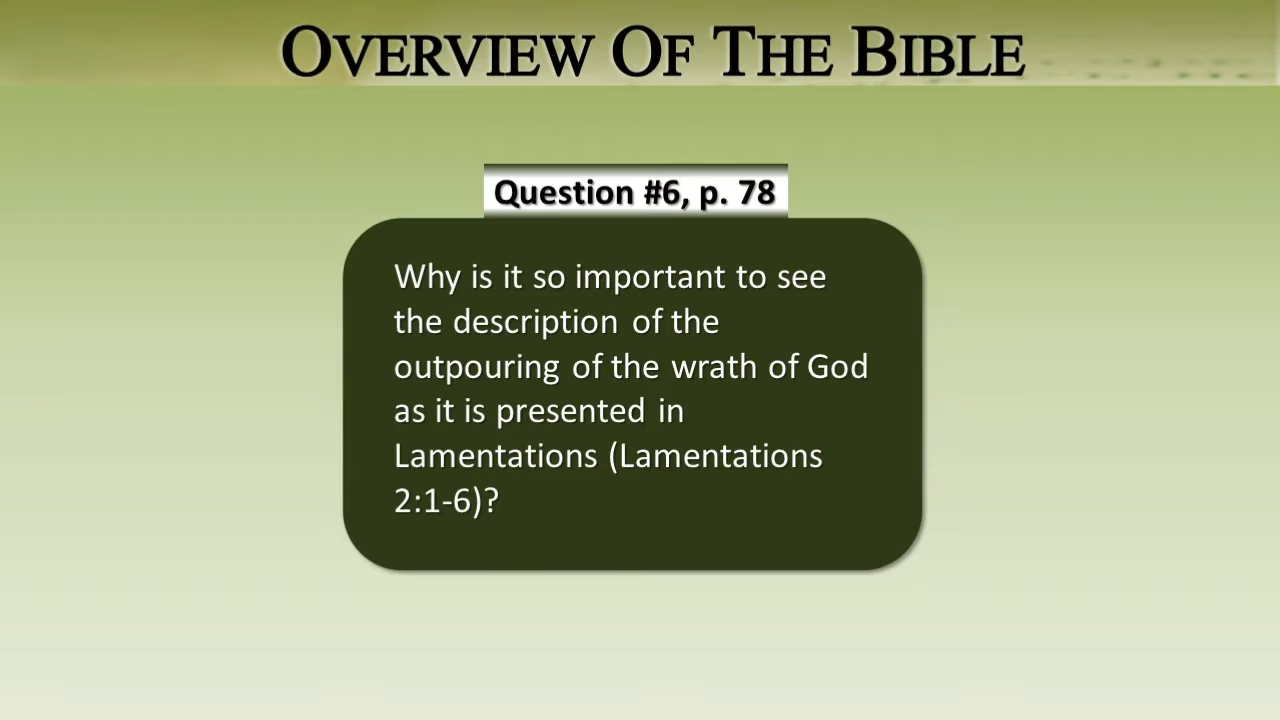 OVERVIEW OF THE BIBLE
Question #6, p. 78
Why is it so important to see
the description of the
outpouring of the wrath of God
as it is presented in
Lamentations (Lamentations
2:1-6)?